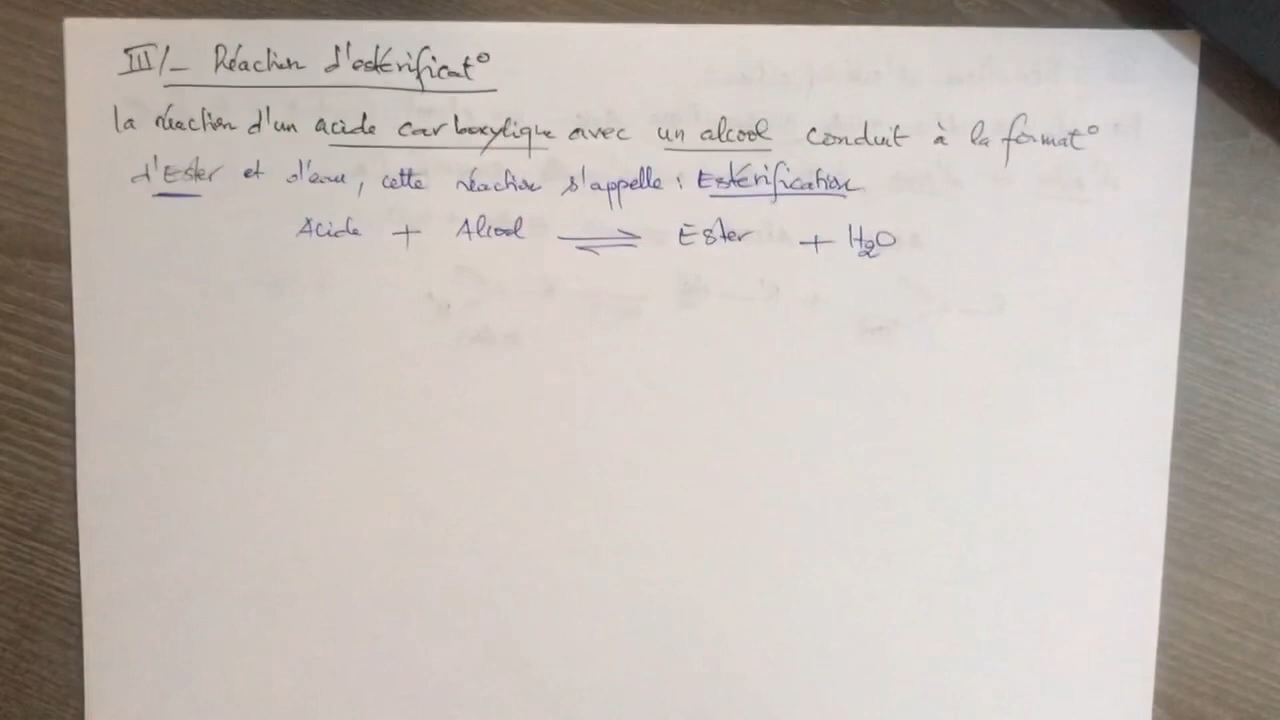 III/_ Réaction d'estérificat°
la réaction d'un acide carboxylique avec un alcool conduit à la format°
d'Ester et d'eau, cette réaction s'appelle : Estérification
Acide + Alcool ⇌ Ester + H₂O